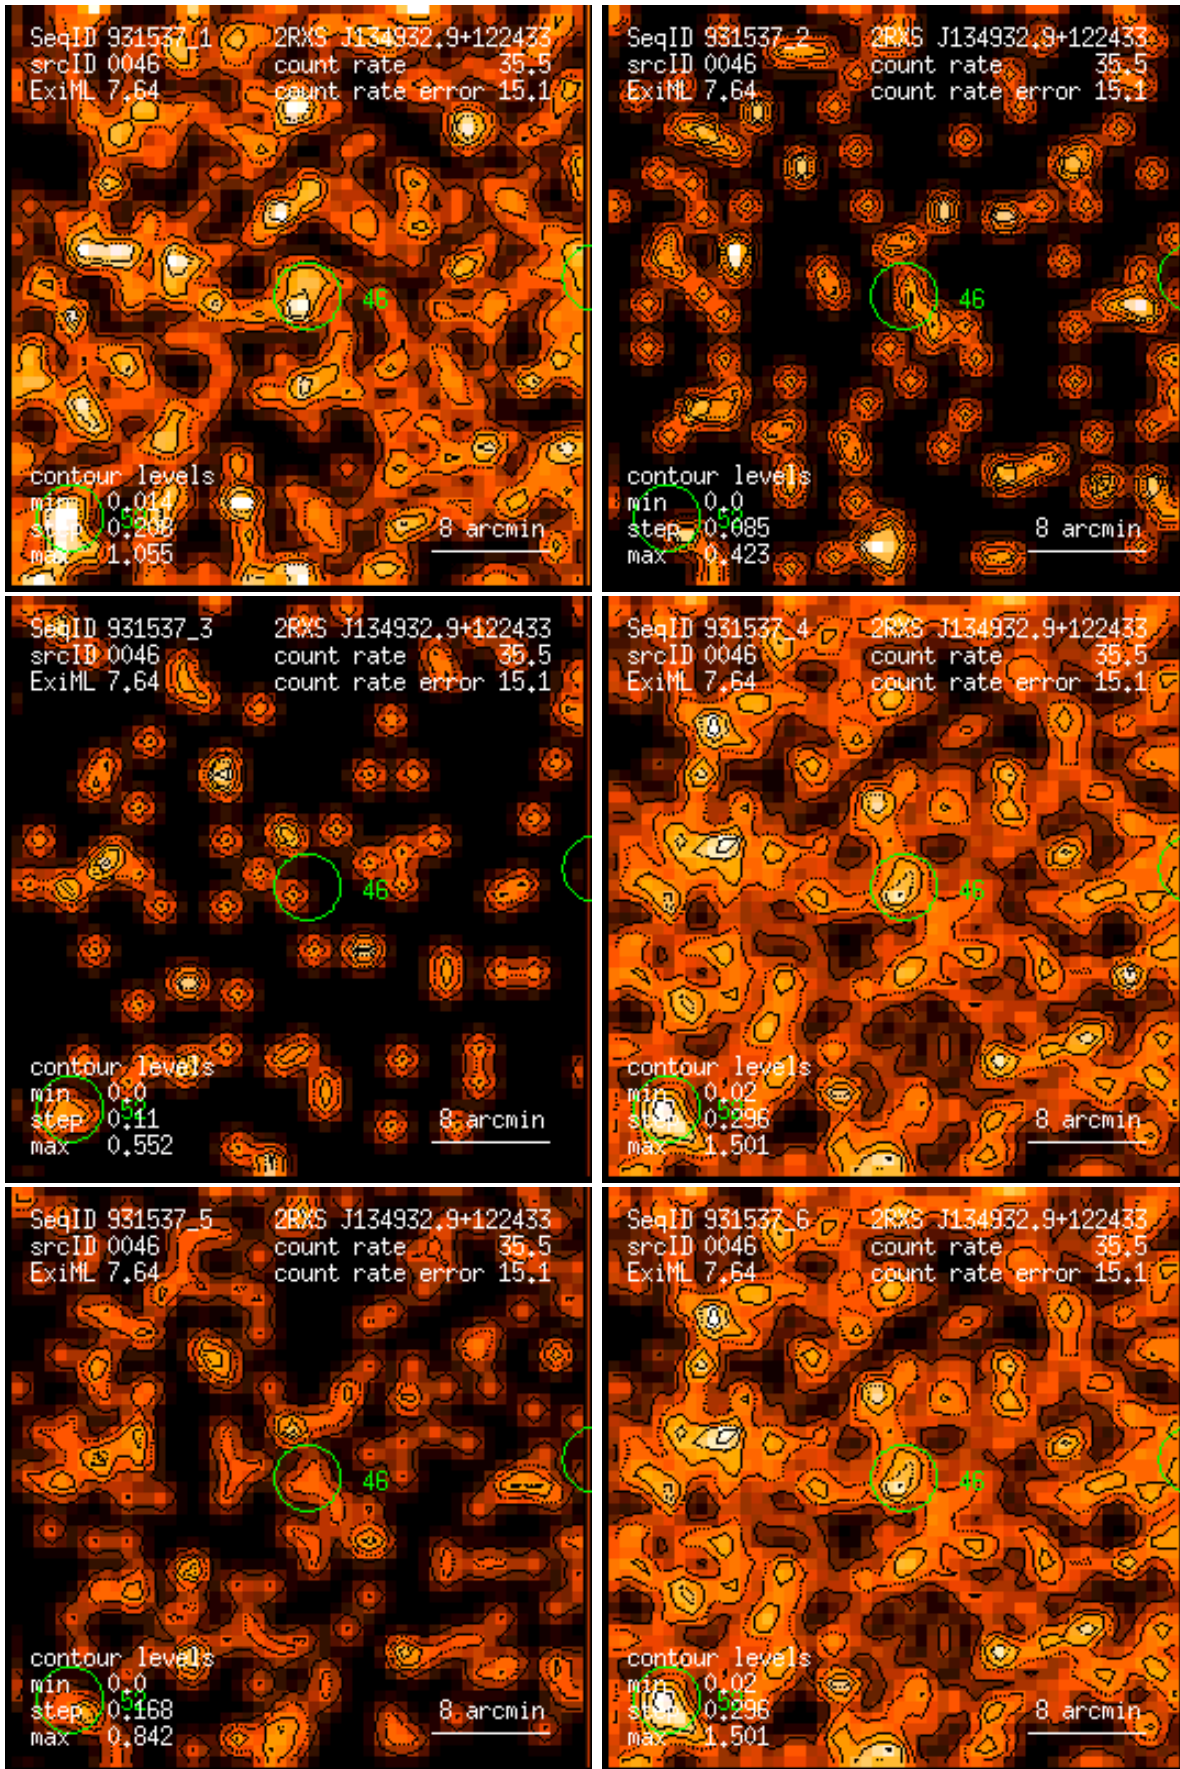 SeqID 931537_1 2RXS J134932.9+122433
srcID 0046 count rate 35.5
ExiML 7.64 count rate error 15.1
46
contour levels
min 0.014
step 0.208
max 1.055
8 arcmin
SeqID 931537_2 2RXS J134932.9+122433
srcID 0046 count rate 35.5
ExiML 7.64 count rate error 15.1
46
contour levels
min 0.0
step 0.085
max 0.423
8 arcmin
SeqID 931537_3 2RXS J134932.9+122433
srcID 0046 count rate 35.5
ExiML 7.64 count rate error 15.1
46
contour levels
min 0.0
step 0.11
max 0.552
8 arcmin
SeqID 931537_4 2RXS J134932.9+122433
srcID 0046 count rate 35.5
ExiML 7.64 count rate error 15.1
46
contour levels
min 0.02
step 0.296
max 1.501
8 arcmin
SeqID 931537_5 2RXS J134932.9+122433
srcID 0046 count rate 35.5
ExiML 7.64 count rate error 15.1
46
contour levels
min 0.0
step 0.168
max 0.842
8 arcmin
SeqID 931537_6 2RXS J134932.9+122433
srcID 0046 count rate 35.5
ExiML 7.64 count rate error 15.1
46
contour levels
min 0.02
step 0.296
max 1.501
8 arcmin